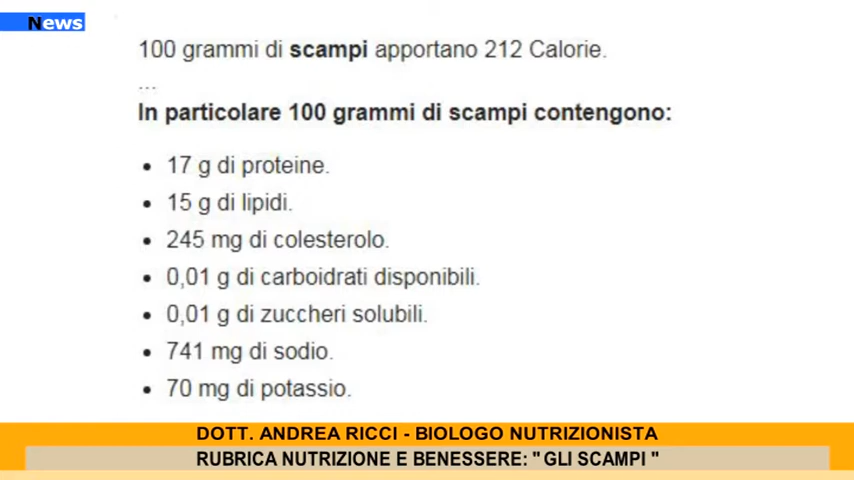 News
100 grammi di scampi apportano 212 Calorie.
...
In particolare 100 grammi di scampi contengono:
• 17 g di proteine.
• 15 g di lipidi.
• 245 mg di colesterolo.
• 0,01 g di carboidrati disponibili.
• 0,01 g di zuccheri solubili.
• 741 mg di sodio.
• 70 mg di potassio.
DOTT. ANDREA RICCI - BIOLOGO NUTRIZIONISTA
RUBRICA NUTRIZIONE E BENESSERE: " GLI SCAMPI "